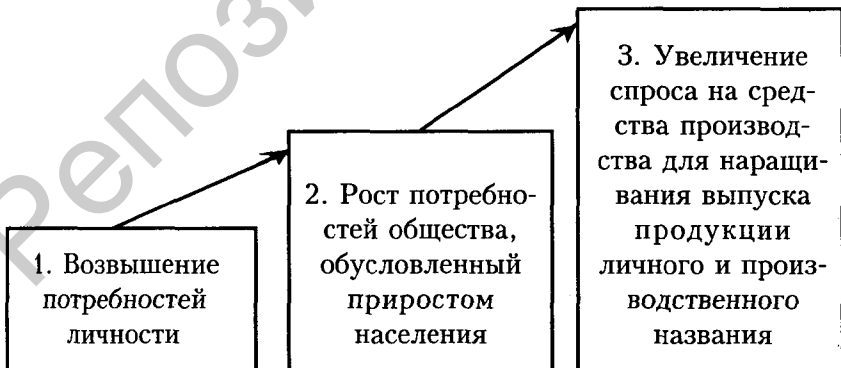 1. Возвышение
потребностей
личности
2. Рост потребно-
стей общества,
обусловленный
приростом
населения
3. Увеличение
спроса на сред-
ства производ-
ства для наращи-
вания выпуска
продукции
личного и произ-
водственного
названия